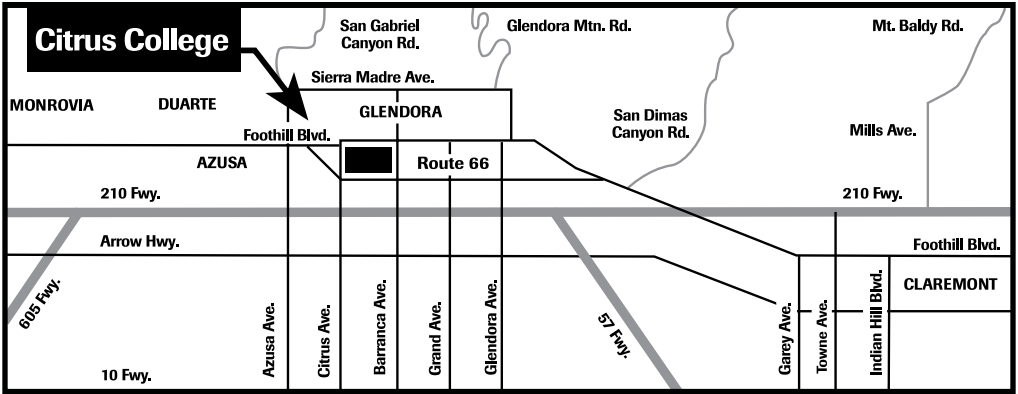 Citrus College
San Gabriel
Canyon Rd.
Glendora Mtn. Rd.
Mt. Baldy Rd.
Sierra Madre Ave.
MONROVIA
DUARTE
GLENDORA
San Dimas
Canyon Rd.
Mills Ave.
Foothill Blvd.
AZUSA
Route 66
210 Fwy.
210 Fwy.
Arrow Hwy.
Foothill Blvd.
CLAREMONT
605 Fwy.
Azusa Ave.
Citrus Ave.
Barranca Ave.
Grand Ave.
Glendora Ave.
57 Fwy.
Garey Ave.
Towne Ave.
Indian Hill Blvd.
10 Fwy.